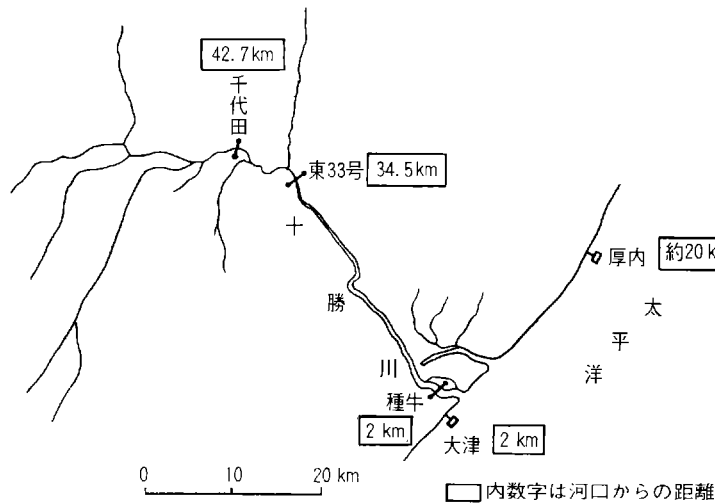 42.7km
千代田
東33号
34.5km
十勝川
厚内
約20k
太平洋
種牛
2 km
大津
2 km
0 10 20 km
内数字は河口からの距離